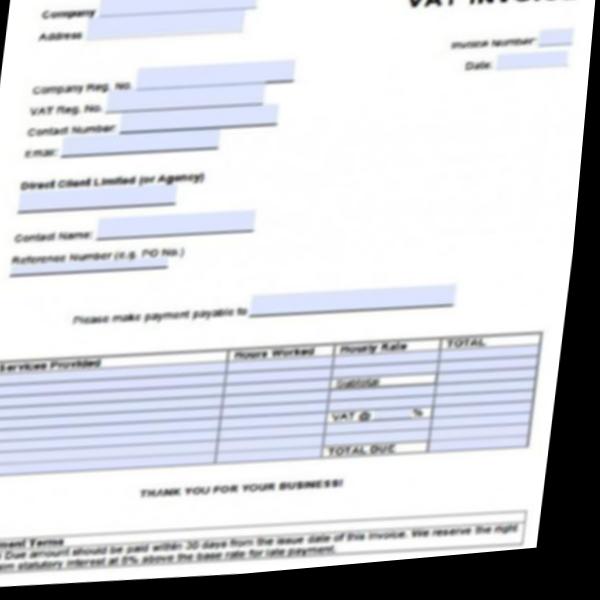 VAT INVOICE
Company
Address
Invoice Number:
Date:
Company Reg. No.
VAT Reg. No.
Contact Number:
Email:
Direct Client Limited (or Agency)
Contact Name:
Reference Number (e.g. PO No.)
Please make payment payable to
Services Provided Hours Worked Hourly Rate TOTAL
Subtotal
VAT @ %
TOTAL DUE
THANK YOU FOR YOUR BUSINESS!
ment Terms
Due amount should be paid within 30 days from the issue date of this invoice. We reserve the right
statutory interest at 8% above the base rate for late payment.